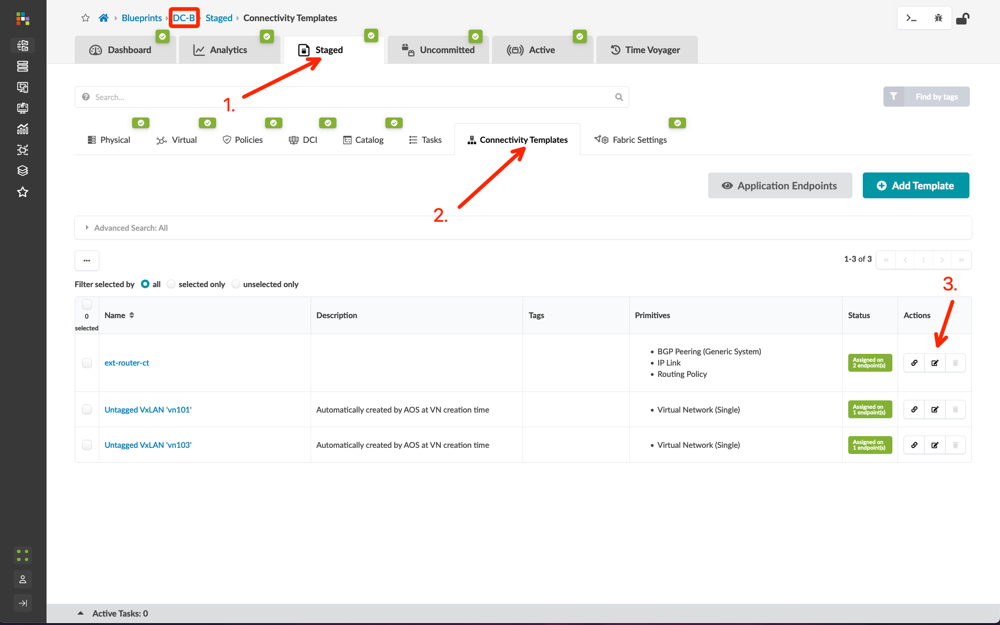 Blueprints DC-B Staged Connectivity Templates
Dashboard Analytics Staged Uncommitted Active Time Voyager
1.
Search...
Find by tags
Physical Virtual Policies DCI Catalog Tasks Connectivity Templates Fabric Settings
2.
Application Endpoints Add Template
Advanced Search: All
...
1-3 of 3 « < 1 > »
Filter selected by all selected only unselected only
3.
0 selected Name Description Tags Primitives Status Actions
ext-router-ct
• BGP Peering (Generic System)
• IP Link
• Routing Policy
Assigned on
2 endpoint(s)
Untagged VxLAN 'vn101' Automatically created by AOS at VN creation time • Virtual Network (Single)
Assigned on
1 endpoint(s)
Untagged VxLAN 'vn103' Automatically created by AOS at VN creation time • Virtual Network (Single)
Assigned on
1 endpoint(s)
Active Tasks: 0